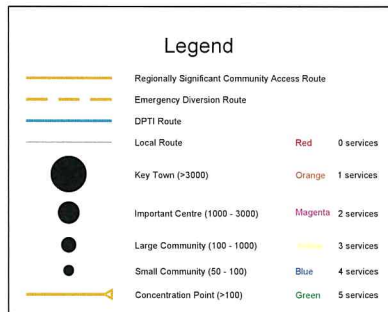 Legend
Regionally Significant Community Access Route
Emergency Diversion Route
DPTI Route
Local Route Red 0 services
Key Town (>3000) Orange 1 services
Important Centre (1000 - 3000) Magenta 2 services
Large Community (100 - 1000) 3 services
Small Community (50 - 100) Blue 4 services
Concentration Point (>100) Green 5 services